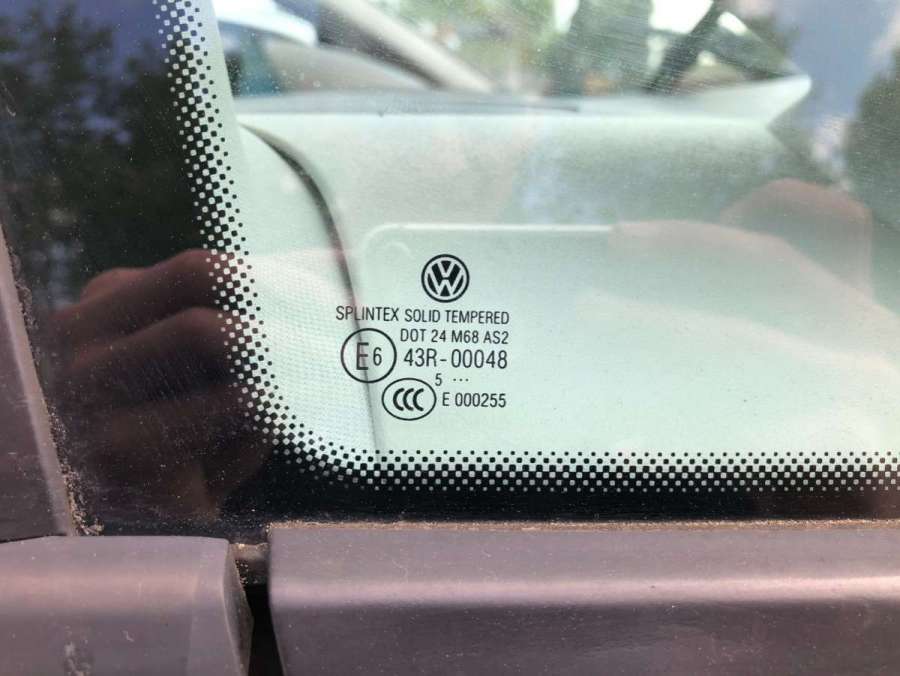 SPLINTEX SOLID TEMPERED
DOT 24 M68 AS2
E6 43R-00048
5 ...
CCC E 000255